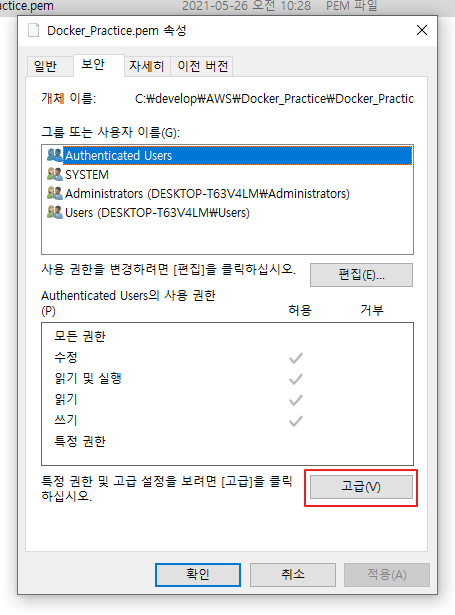 actice.pem 2021-05-26 오전 10:28 PEM 파일
Docker_Practice.pem 속성
일반 보안 자세히 이전 버전
개체 이름: C:₩develop₩AWS₩Docker_Practice₩Docker_Practic
그룹 또는 사용자 이름(G):
Authenticated Users
SYSTEM
Administrators (DESKTOP-T63V4LM₩Administrators)
Users (DESKTOP-T63V4LM₩Users)
사용 권한을 변경하려면 [편집]을 클릭하십시오.
편집(E)...
Authenticated Users의 사용 권한
(P) 허용 거부
모든 권한
수정
읽기 및 실행
읽기
쓰기
특정 권한
특정 권한 및 고급 설정을 보려면 [고급]을 클릭
하십시오.
고급(V)
확인 취소 적용(A)